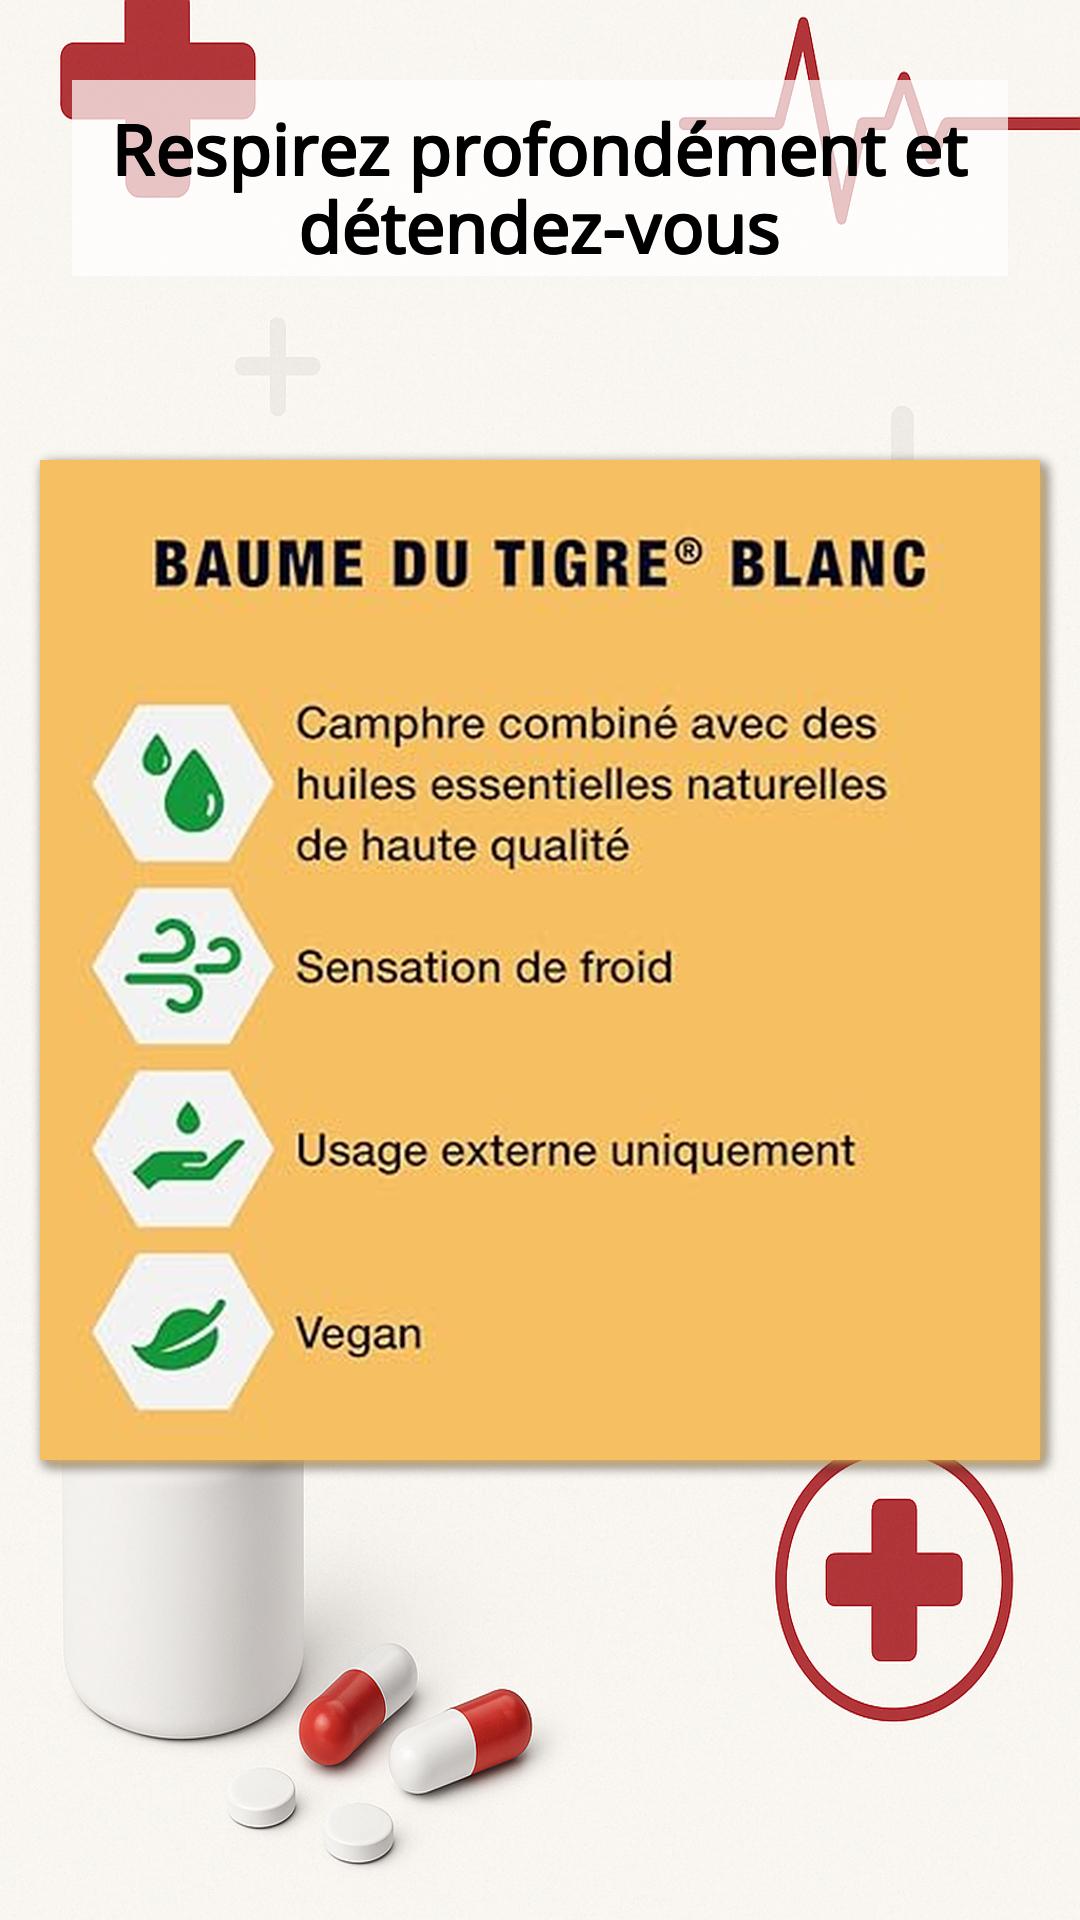 Respirez profondément et
détendez-vous
BAUME DU TIGRE® BLANC
Camphre combiné avec des
huiles essentielles naturelles
de haute qualité
Sensation de froid
Usage externe uniquement
Vegan